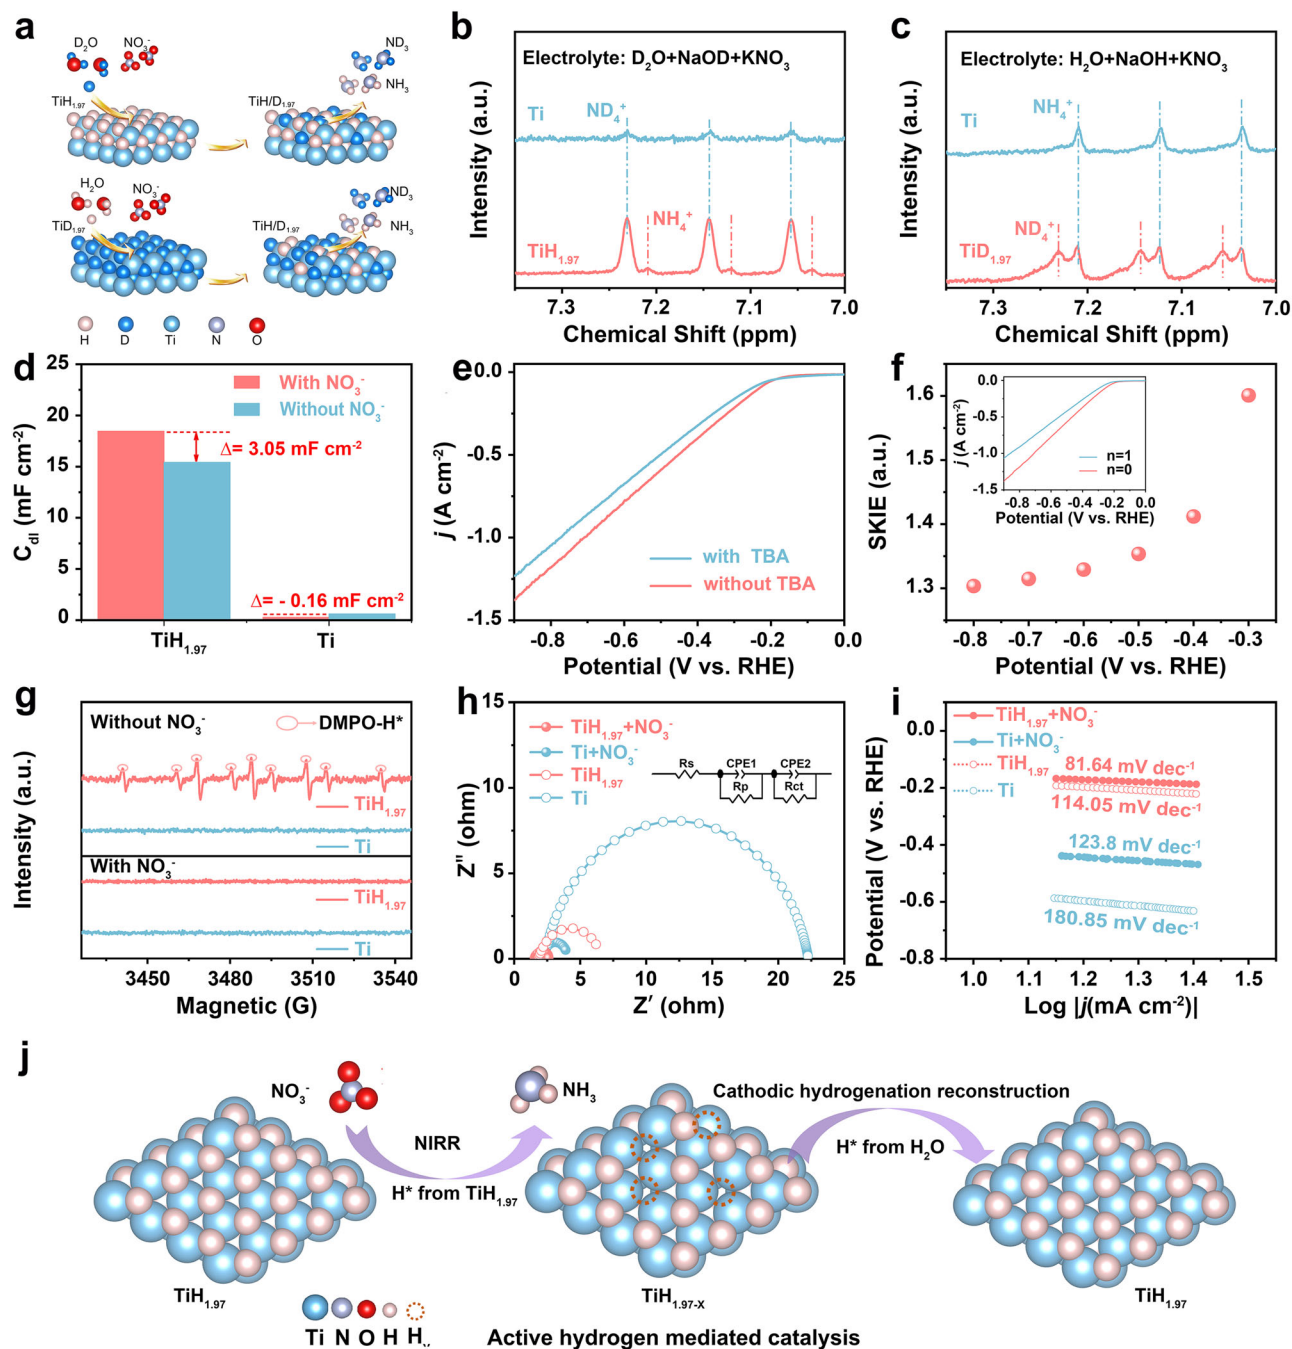 a
D₂O
NO₃⁻
ND₃
NH₃
TiH₁.₉₇
TiH/D₁.₉₇
H₂O
NO₃⁻
ND₃
NH₃
TiD₁.₉₇
TiH/D₁.₉₇
H D Ti N O
b
Electrolyte: D₂O+NaOD+KNO₃
Ti
ND₄⁺
NH₄⁺
TiH₁.₉₇
Intensity (a.u.)
7.3 7.2 7.1 7.0
Chemical Shift (ppm)
c
Electrolyte: H₂O+NaOH+KNO₃
Ti
NH₄⁺
ND₄⁺
TiD₁.₉₇
Intensity (a.u.)
7.3 7.2 7.1 7.0
Chemical Shift (ppm)
d
With NO₃⁻
Without NO₃⁻
Δ= 3.05 mF cm⁻²
Δ= - 0.16 mF cm⁻²
C_dl (mF cm⁻²)
25
20
15
10
5
0
TiH₁.₉₇ Ti
e
0.0
-0.5
-1.0
-1.5
j (A cm⁻²)
with TBA
without TBA
-0.8 -0.6 -0.4 -0.2 0.0
Potential (V vs. RHE)
f
1.6
1.5
1.4
1.3
SKIE (a.u.)
0.0
-0.5
-1.0
-1.5
j (A cm⁻²)
n=1
n=0
-0.8 -0.6 -0.4 -0.2 0.0
Potential (V vs. RHE)
-0.8 -0.7 -0.6 -0.5 -0.4 -0.3
Potential (V vs. RHE)
g
Without NO₃⁻
DMPO-H*
TiH₁.₉₇
Ti
With NO₃⁻
TiH₁.₉₇
Ti
Intensity (a.u.)
3450 3480 3510 3540
Magnetic (G)
h
15
10
5
0
Z'' (ohm)
TiH₁.₉₇+NO₃⁻
Ti+NO₃⁻
TiH₁.₉₇
Ti
Rs CPE1 CPE2
Rp Rct
0 5 10 15 20 25
Z′ (ohm)
i
0.0
-0.2
-0.4
-0.6
-0.8
Potential (V vs. RHE)
TiH₁.₉₇+NO₃⁻
Ti+NO₃⁻
TiH₁.₉₇
Ti
81.64 mV dec⁻¹
114.05 mV dec⁻¹
123.8 mV dec⁻¹
180.85 mV dec⁻¹
1.0 1.1 1.2 1.3 1.4 1.5
Log |j(mA cm⁻²)|
j
NO₃⁻
NH₃
NIRR
H* from TiH₁.₉₇
Cathodic hydrogenation reconstruction
H* from H₂O
TiH₁.₉₇
TiH₁.₉₇₋ₓ
TiH₁.₉₇
Ti N O H H
Active hydrogen mediated catalysis